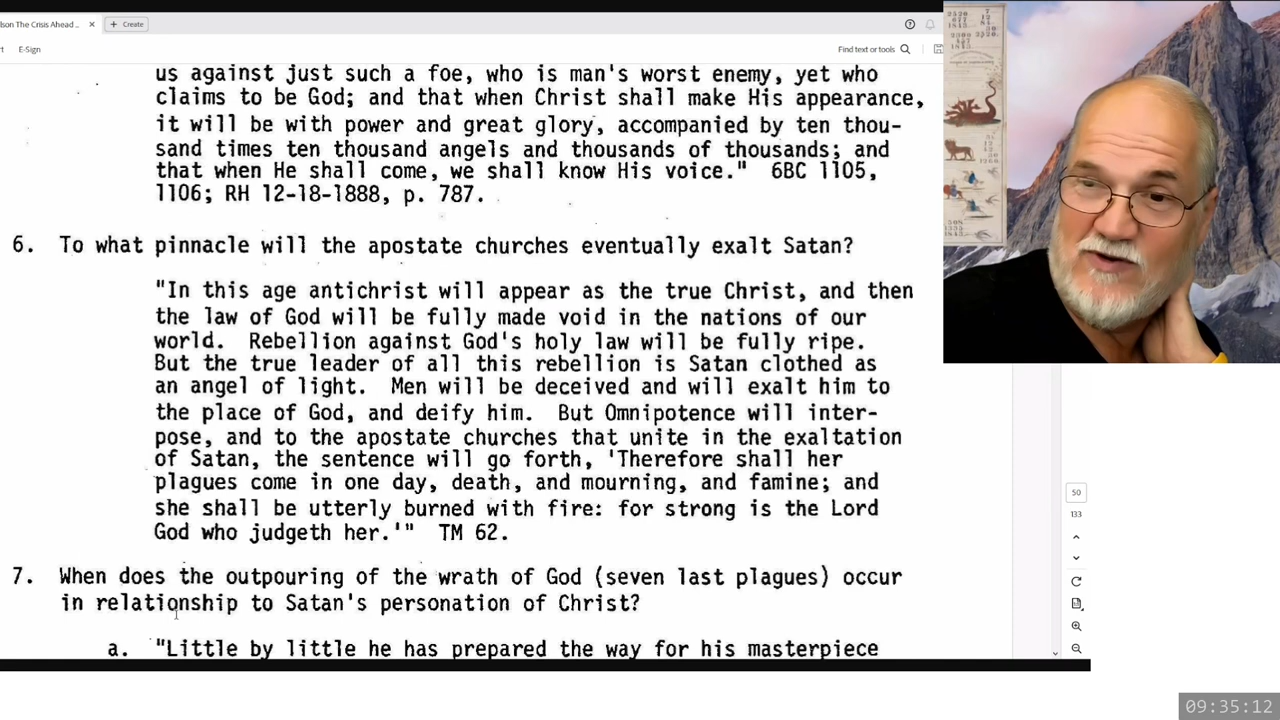 lson The Crisis Ahead ..
Create
E-Sign
Find text or tools
us against just such a foe, who is man's worst enemy, yet who
claims to be God; and that when Christ shall make His appearance,
it will be with power and great glory, accompanied by ten thou-
sand times ten thousand angels and thousands of thousands; and
that when He shall come, we shall know His voice." 6BC 1105,
1106; RH 12-18-1888, p. 787.
6. To what pinnacle will the apostate churches eventually exalt Satan?
"In this age antichrist will appear as the true Christ, and then
the law of God will be fully made void in the nations of our
world. Rebellion against God's holy law will be fully ripe.
But the true leader of all this rebellion is Satan clothed as
an angel of light. Men will be deceived and will exalt him to
the place of God, and deify him. But Omnipotence will inter-
pose, and to the apostate churches that unite in the exaltation
of Satan, the sentence will go forth, 'Therefore shall her
plagues come in one day, death, and mourning, and famine; and
she shall be utterly burned with fire: for strong is the Lord
God who judgeth her.'" TM 62.
7. When does the outpouring of the wrath of God (seven last plagues) occur
in relationship to Satan's personation of Christ?
a. "Little by little he has prepared the way for his masterpiece
50
133
2520
677
1843
508
1335
1843
09:35:12